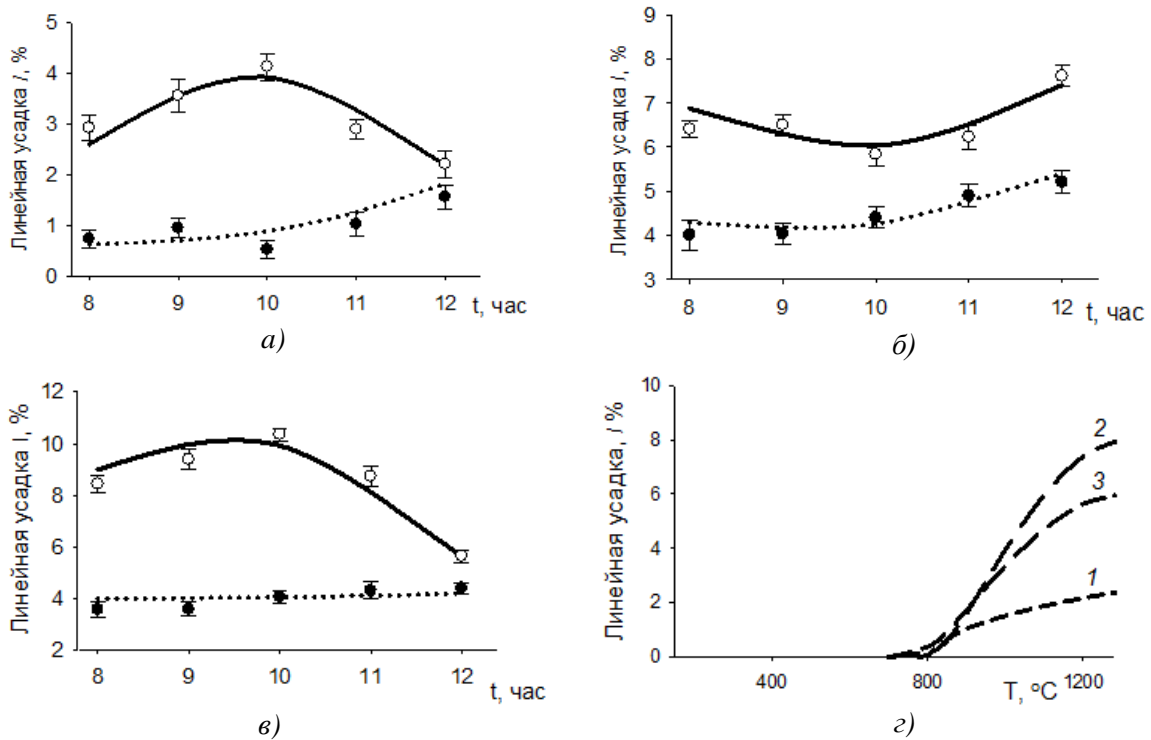 Линейная усадка l, %
5
4
3
2
1
0
8 9 10 11 12 t, час
а)
Линейная усадка l, %
9
8
7
6
5
4
3
8 9 10 11 12 t, час
б)
Линейная усадка l, %
12
10
8
6
4
2
8 9 10 11 12 t, час
в)
Линейная усадка, l %
10
8
6
4
2
0
2
3
1
400 800 T, °C 1200
г)